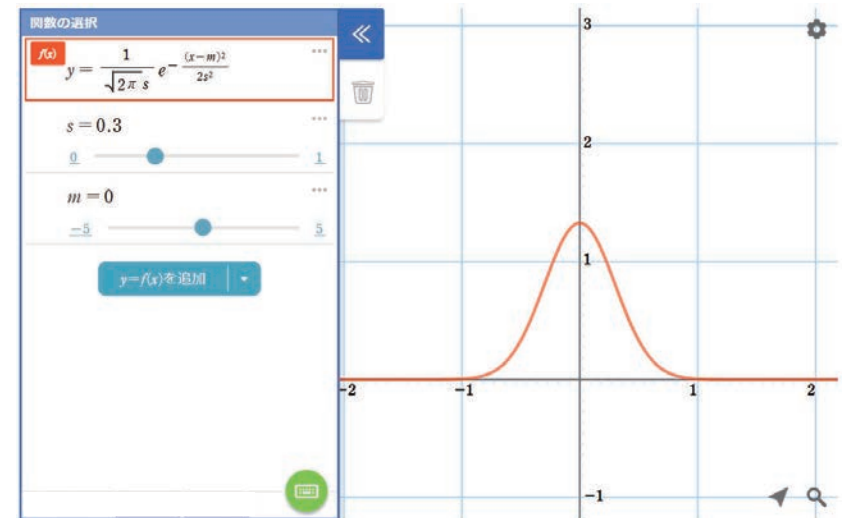 関数の選択
f(x)
y = 1/(√(2π) s) e^(−(x−m)²/(2s²))
s = 0.3
0 1
m = 0
−5 5
y=f(x)を追加
3
2
1
−2 −1 1 2
−1